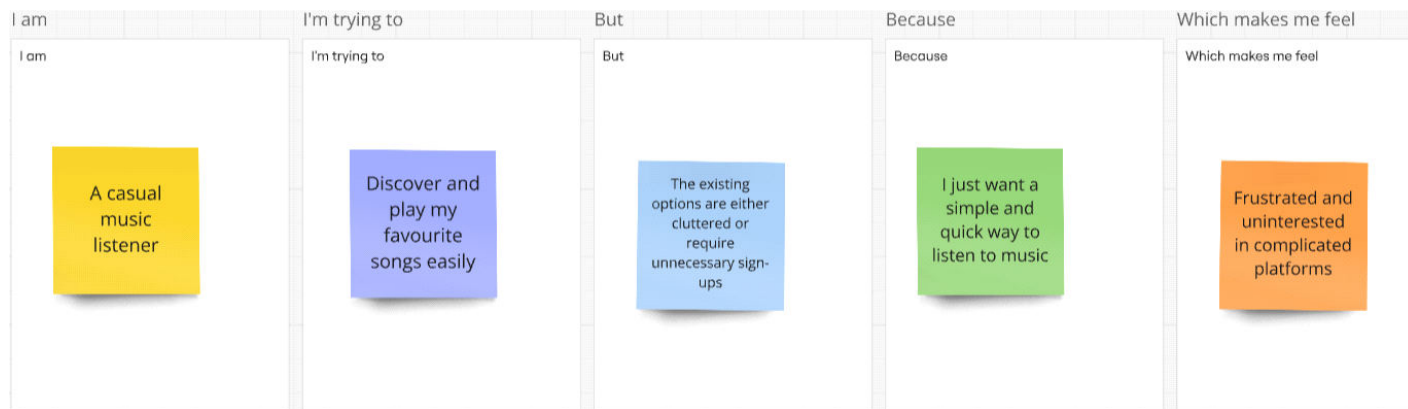 I am
I'm trying to
But
Because
Which makes me feel
I am
I'm trying to
But
Because
Which makes me feel
A casual
music
listener
Discover and
play my
favourite
songs easily
The existing
options are either
cluttered or
require
unnecessary sign-
ups
I just want a
simple and
quick way to
listen to music
Frustrated and
uninterested
in complicated
platforms